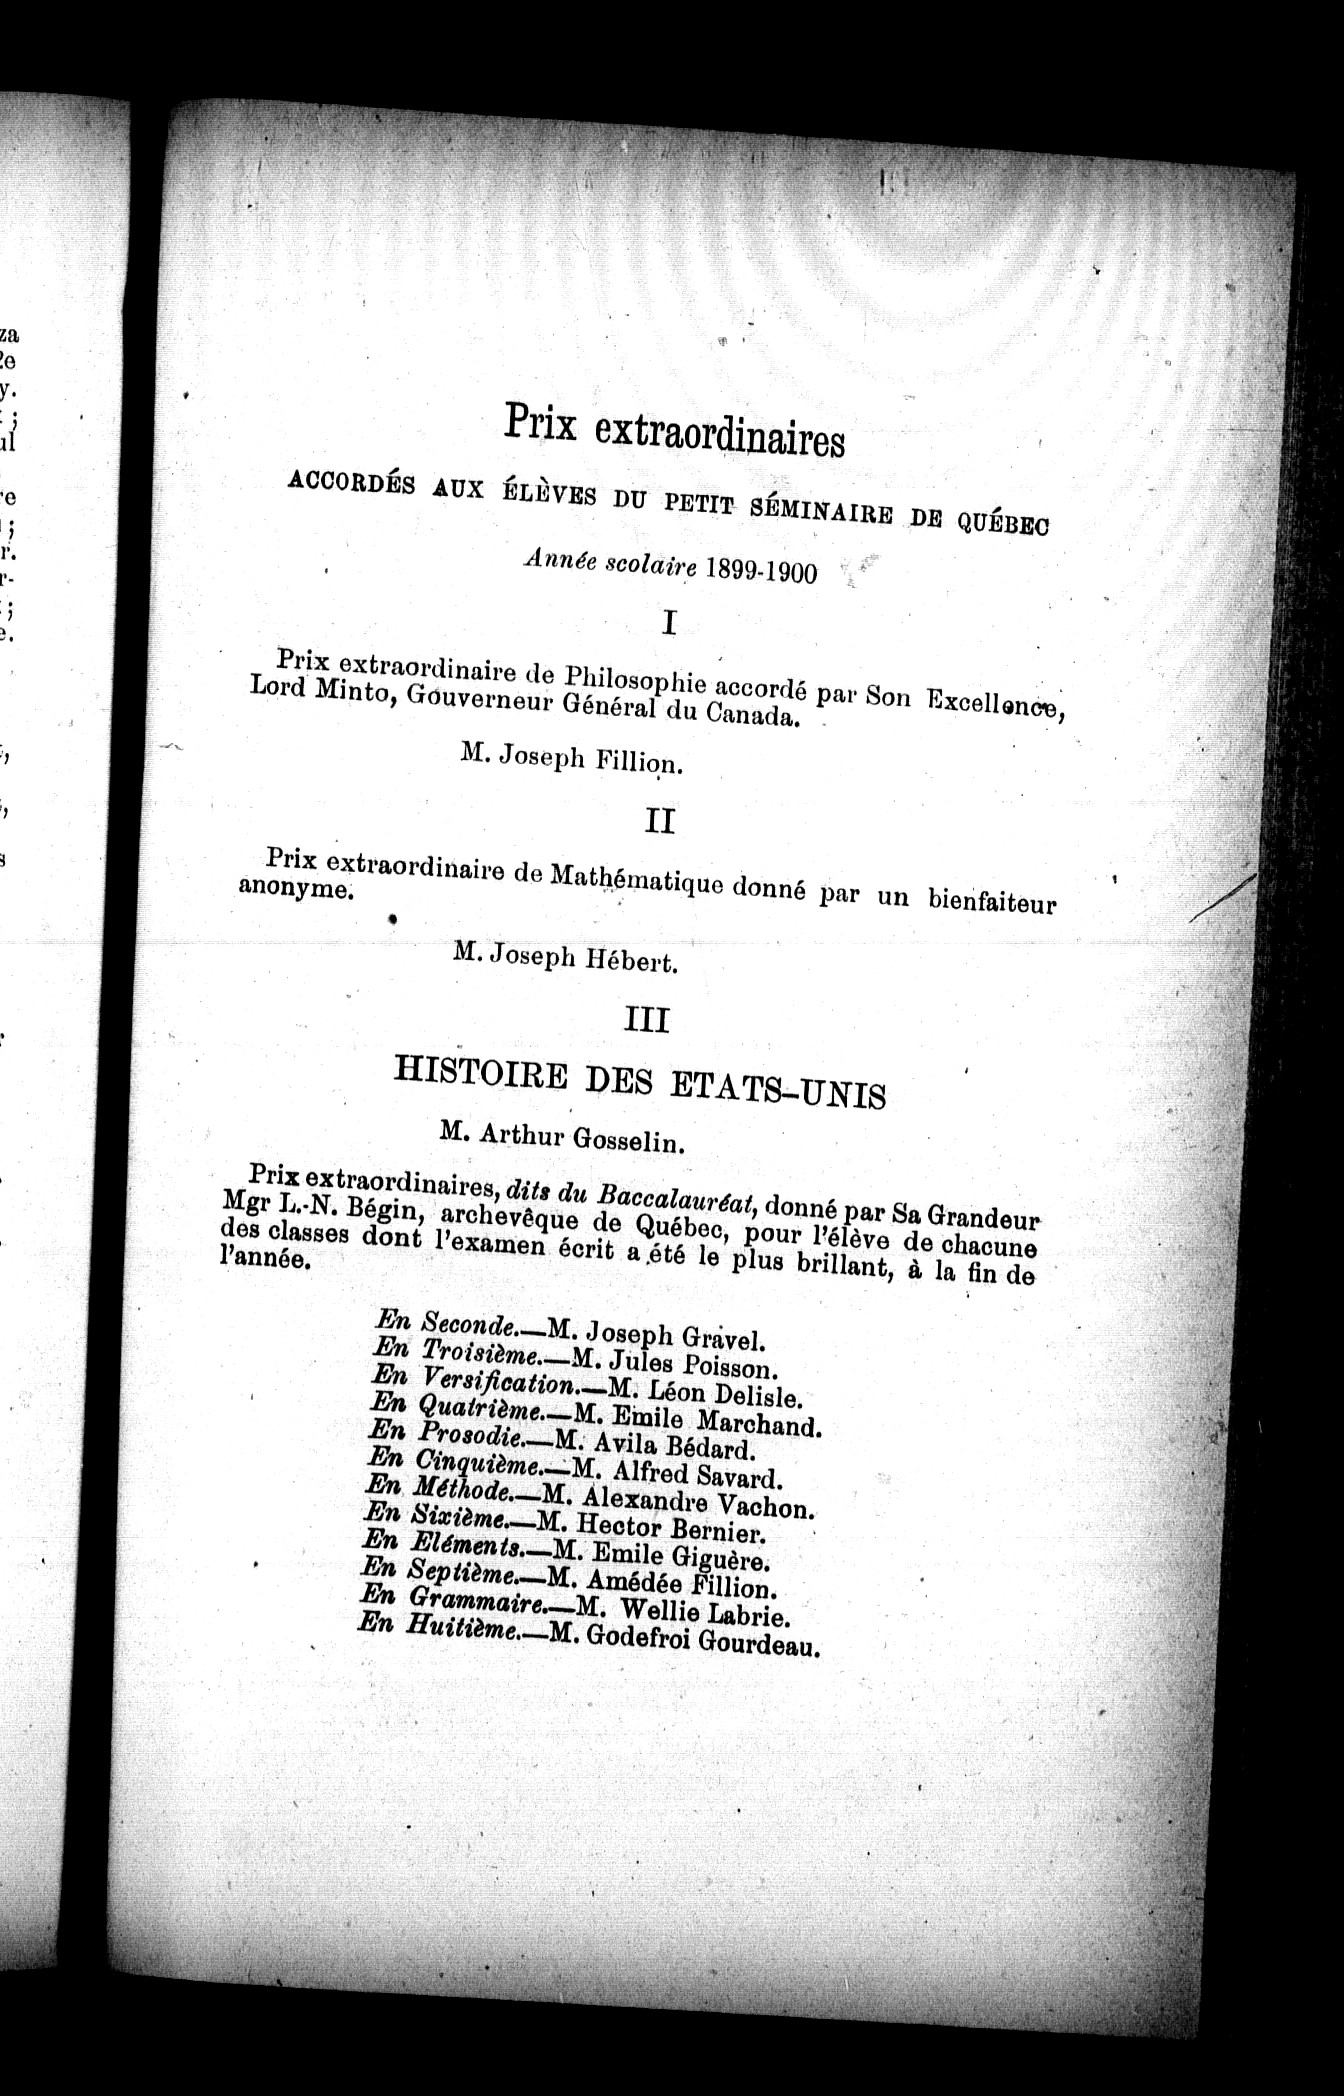 Prix extraordinaires
ACCORDÉS AUX ÉLÈVES DU PETIT SÉMINAIRE DE QUÉBEC
Année scolaire 1899-1900
I
Prix extraordinaire de Philosophie accordé par Son Excellence,
Lord Minto, Gouverneur Général du Canada.
M. Joseph Fillion.
II
Prix extraordinaire de Mathématique donné par un bienfaiteur
anonyme.
M. Joseph Hébert.
III
HISTOIRE DES ETATS-UNIS
M. Arthur Gosselin.
Prix extraordinaires, dits du Baccalauréat, donné par Sa Grandeur
Mgr L.-N. Bégin, archevêque de Québec, pour l'élève de chacune
des classes dont l'examen écrit a été le plus brillant, à la fin de
l'année.
En Seconde.—M. Joseph Gravel.
En Troisième.—M. Jules Poisson.
En Versification.—M. Léon Delisle.
En Quatrième.—M. Emile Marchand.
En Prosodie.—M. Avila Bédard.
En Cinquième.—M. Alfred Savard.
En Méthode.—M. Alexandre Vachon.
En Sixième.—M. Hector Bernier.
En Eléments.—M. Emile Giguère.
En Septième.—M. Amédée Fillion.
En Grammaire.—M. Wellie Labrie.
En Huitième.—M. Godefroi Gourdeau.